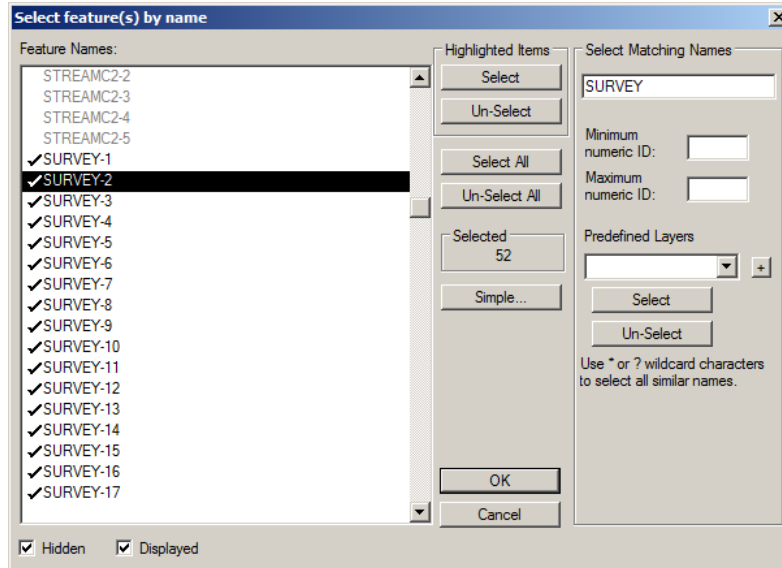 Select feature(s) by name
Feature Names:
STREAMC2-2
STREAMC2-3
STREAMC2-4
STREAMC2-5
SURVEY-1
SURVEY-2
SURVEY-3
SURVEY-4
SURVEY-5
SURVEY-6
SURVEY-7
SURVEY-8
SURVEY-9
SURVEY-10
SURVEY-11
SURVEY-12
SURVEY-13
SURVEY-14
SURVEY-15
SURVEY-16
SURVEY-17
Hidden
Displayed
Highlighted Items
Select
Un-Select
Select All
Un-Select All
Selected
52
Simple...
OK
Cancel
Select Matching Names
SURVEY
Minimum
numeric ID:
Maximum
numeric ID:
Predefined Layers
+
Select
Un-Select
Use * or ? wildcard characters
to select all similar names.